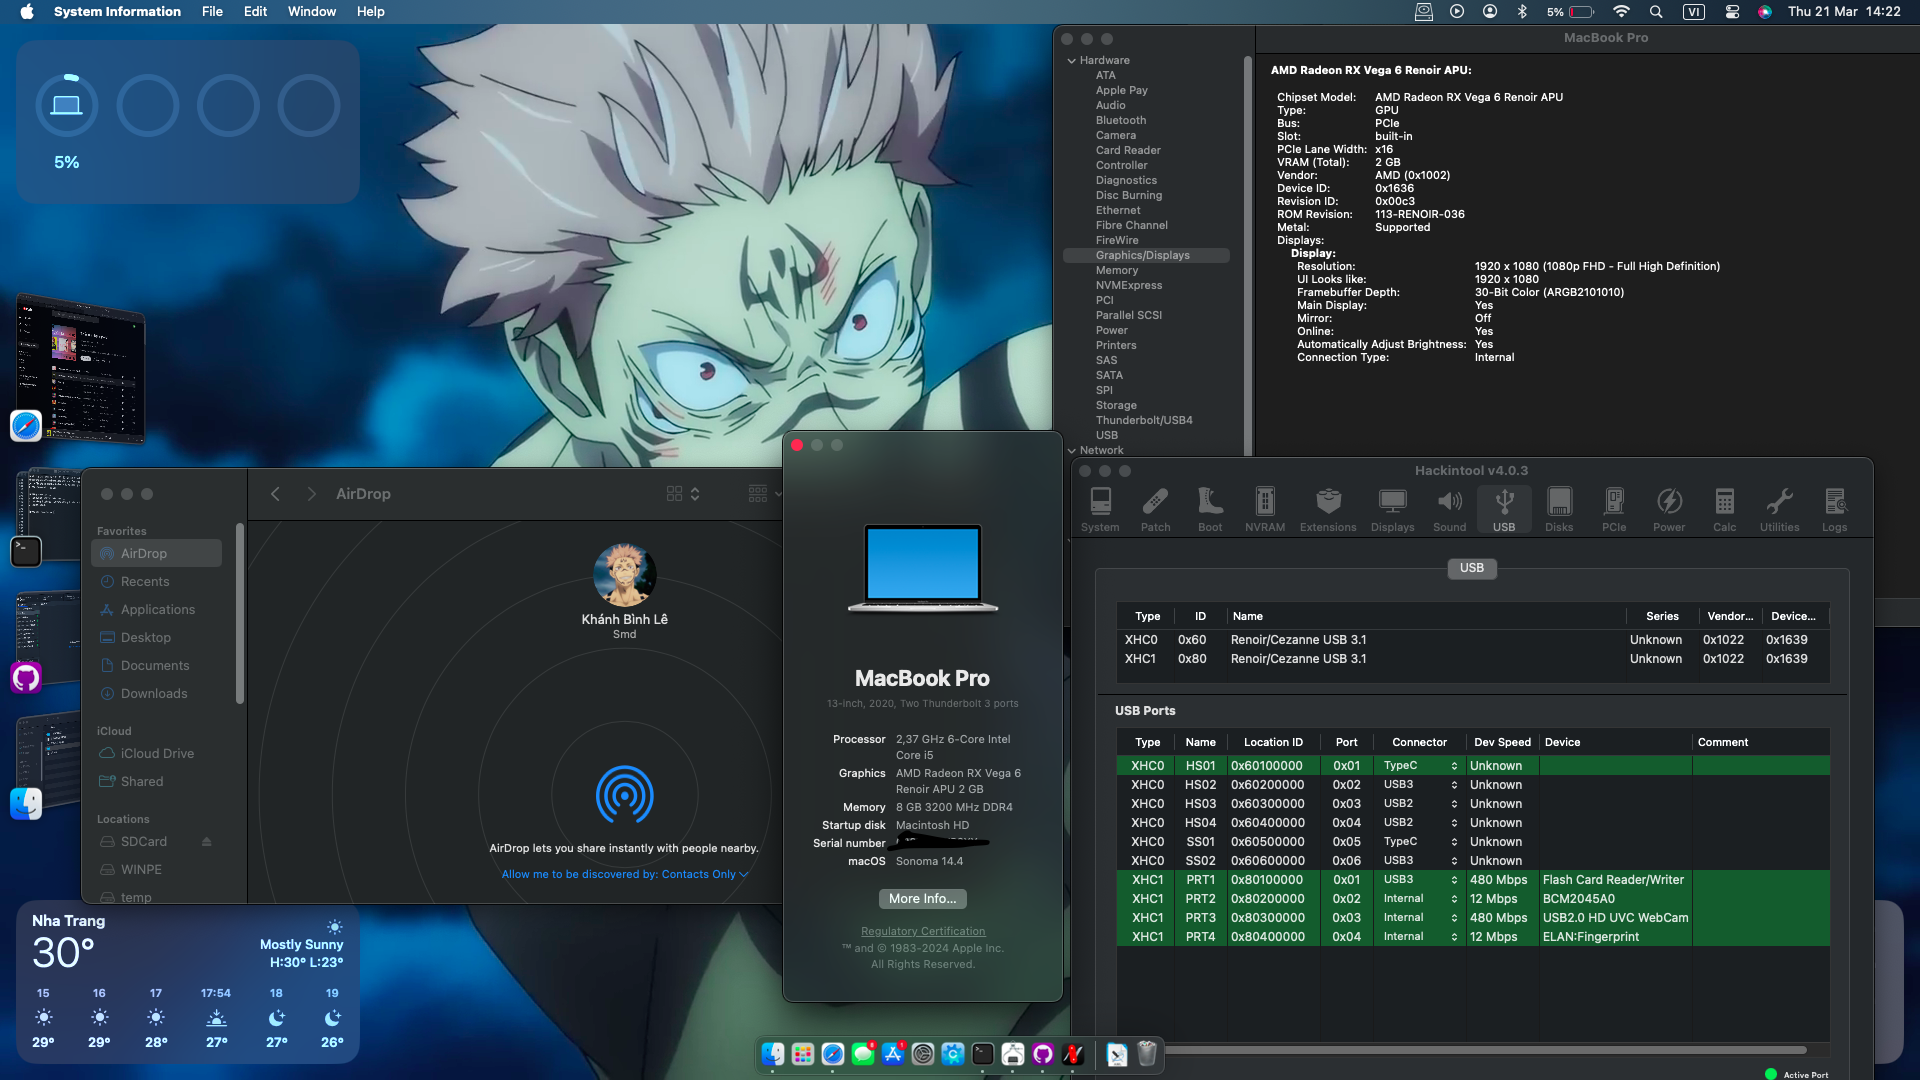 System Information File Edit Window Help
5% VI Thu 21 Mar 14:22
5%
MacBook Pro
Hardware
ATA
Apple Pay
Audio
Bluetooth
Camera
Card Reader
Controller
Diagnostics
Disc Burning
Ethernet
Fibre Channel
FireWire
Graphics/Displays
Memory
NVMExpress
PCI
Parallel SCSI
Power
Printers
SAS
SATA
SPI
Storage
Thunderbolt/USB4
USB
Network
AMD Radeon RX Vega 6 Renoir APU:
Chipset Model: AMD Radeon RX Vega 6 Renoir APU
Type: GPU
Bus: PCIe
Slot: built-in
PCIe Lane Width: x16
VRAM (Total): 2 GB
Vendor: AMD (0x1002)
Device ID: 0x1636
Revision ID: 0x00c3
ROM Revision: 113-RENOIR-036
Metal: Supported
Displays:
Display:
Resolution: 1920 x 1080 (1080p FHD - Full High Definition)
UI Looks like: 1920 x 1080
Framebuffer Depth: 30-Bit Color (ARGB2101010)
Main Display: Yes
Mirror: Off
Online: Yes
Automatically Adjust Brightness: Yes
Connection Type: Internal
AirDrop
Favorites
AirDrop
Recents
Applications
Desktop
Documents
Downloads
iCloud
iCloud Drive
Shared
Locations
SDCard
WINPE
temp
Khánh Bình Lê
Smd
AirDrop lets you share instantly with people nearby.
Allow me to be discovered by: Contacts Only
MacBook Pro
13-inch, 2020, Two Thunderbolt 3 ports
Processor 2,37 GHz 6-Core Intel
Core i5
Graphics AMD Radeon RX Vega 6
Renoir APU 2 GB
Memory 8 GB 3200 MHz DDR4
Startup disk Macintosh HD
Serial number
macOS Sonoma 14.4
More Info...
Regulatory Certification
™ and © 1983-2024 Apple Inc.
All Rights Reserved.
Hackintool v4.0.3
System Patch Boot NVRAM Extensions Displays Sound USB Disks PCIe Power Calc Utilities Logs
USB
Type ID Name Series Vendor... Device...
XHC0 0x60 Renoir/Cezanne USB 3.1 Unknown 0x1022 0x1639
XHC1 0x80 Renoir/Cezanne USB 3.1 Unknown 0x1022 0x1639
USB Ports
Type Name Location ID Port Connector Dev Speed Device Comment
XHC0 HS01 0x60100000 0x01 TypeC Unknown
XHC0 HS02 0x60200000 0x02 USB3 Unknown
XHC0 HS03 0x60300000 0x03 USB2 Unknown
XHC0 HS04 0x60400000 0x04 USB2 Unknown
XHC0 SS01 0x60500000 0x05 TypeC Unknown
XHC0 SS02 0x60600000 0x06 USB3 Unknown
XHC1 PRT1 0x80100000 0x01 USB3 480 Mbps Flash Card Reader/Writer
XHC1 PRT2 0x80200000 0x02 Internal 12 Mbps BCM2045A0
XHC1 PRT3 0x80300000 0x03 Internal 480 Mbps USB2.0 HD UVC WebCam
XHC1 PRT4 0x80400000 0x04 Internal 12 Mbps ELAN:Fingerprint
Active Port
Nha Trang
30°
Mostly Sunny
H:30° L:23°
15 16 17 17:54 18 19
29° 29° 28° 27° 27° 26°